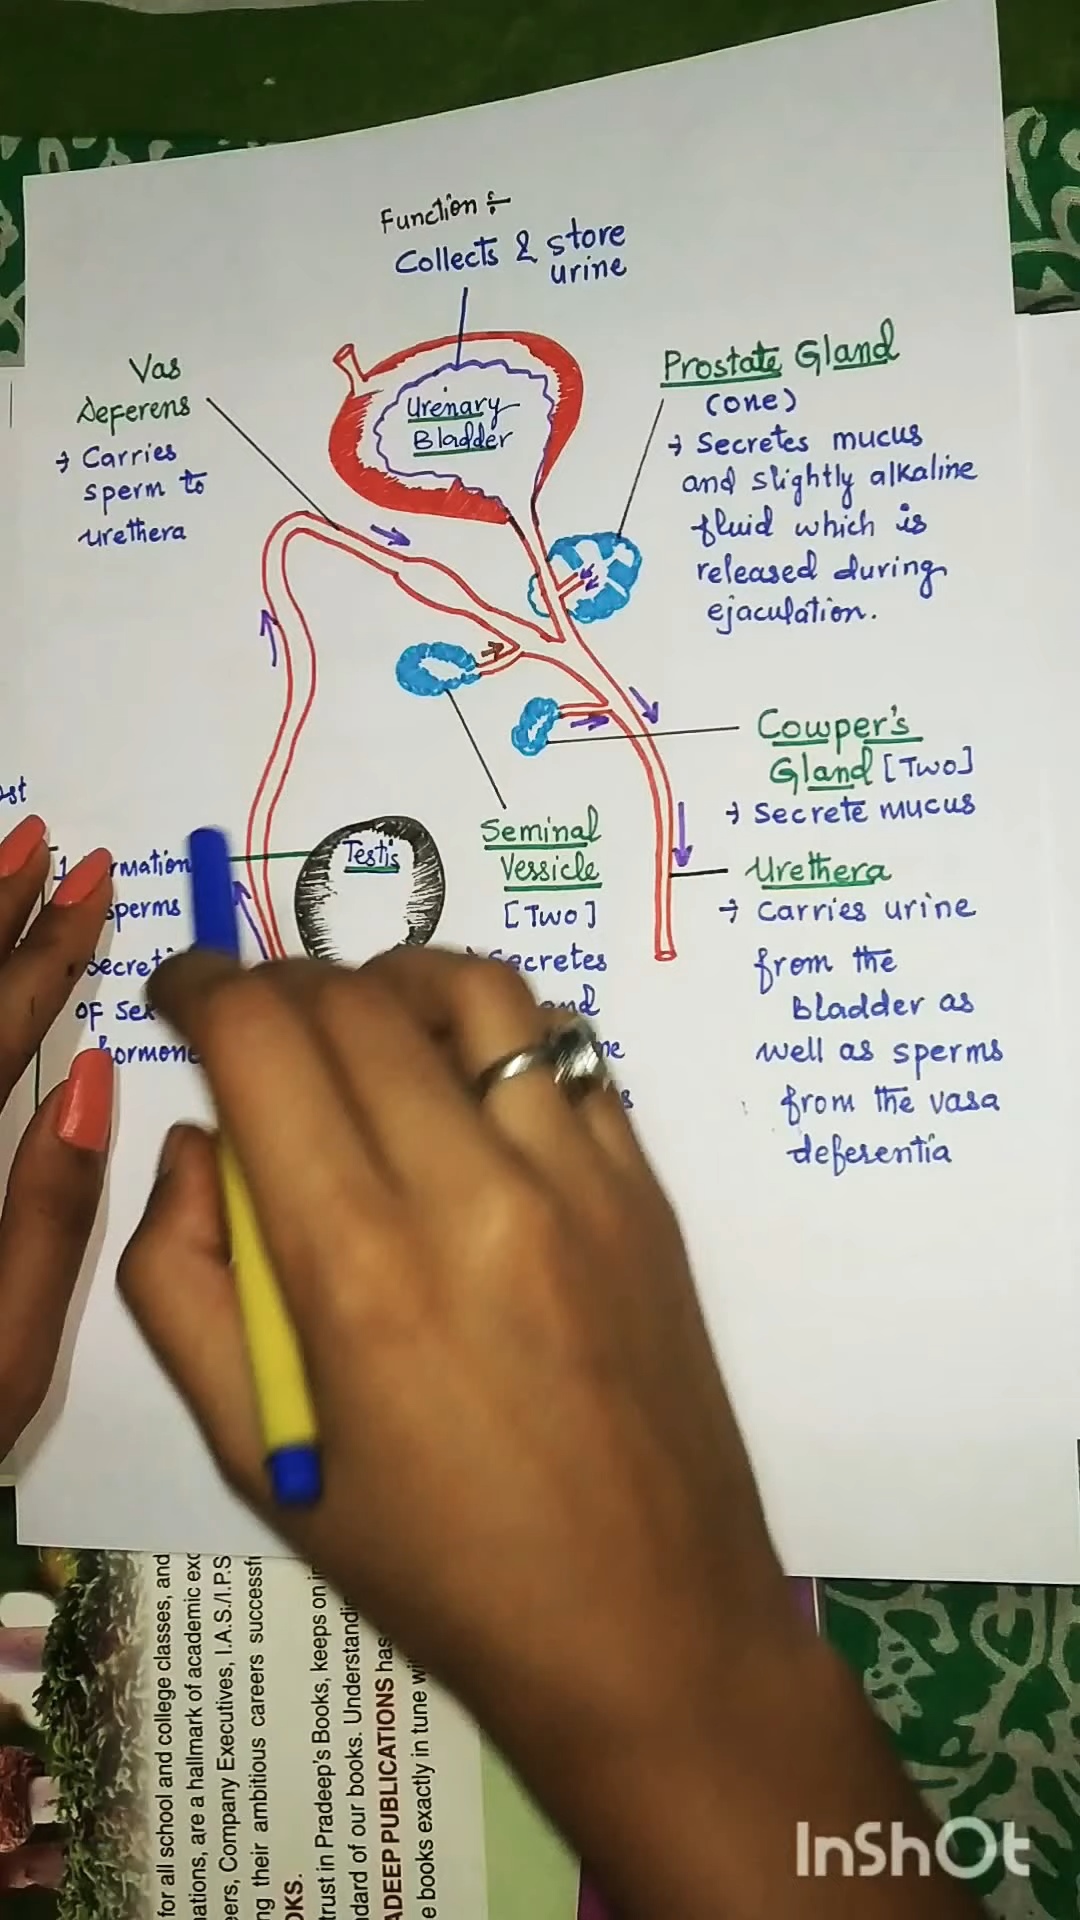 Function ÷
Collects & store
urine
Vas
Deferens
→ Carries
sperm to
urethera
Urenary
Bladder
Prostate Gland
(one)
→ Secretes mucus
and slightly alkaline
fluid which is
released during
ejaculation.
Cowper's
Gland [Two]
→ Secrete mucus
Testis
Seminal
Vessicle
[Two]
Secretes
and
Urethera
→ Carries urine
from the
bladder as
well as sperms
from the vasa
deferentia
sperms
of
for all school and college classes, and
are a hallmark of academic
Company Executives, I.A.S./I.P.S
their ambitious careers
trust in Pradeep's Books, keeps on
of our books.
PUBLICATIONS has
books exactly in tune
InShOt